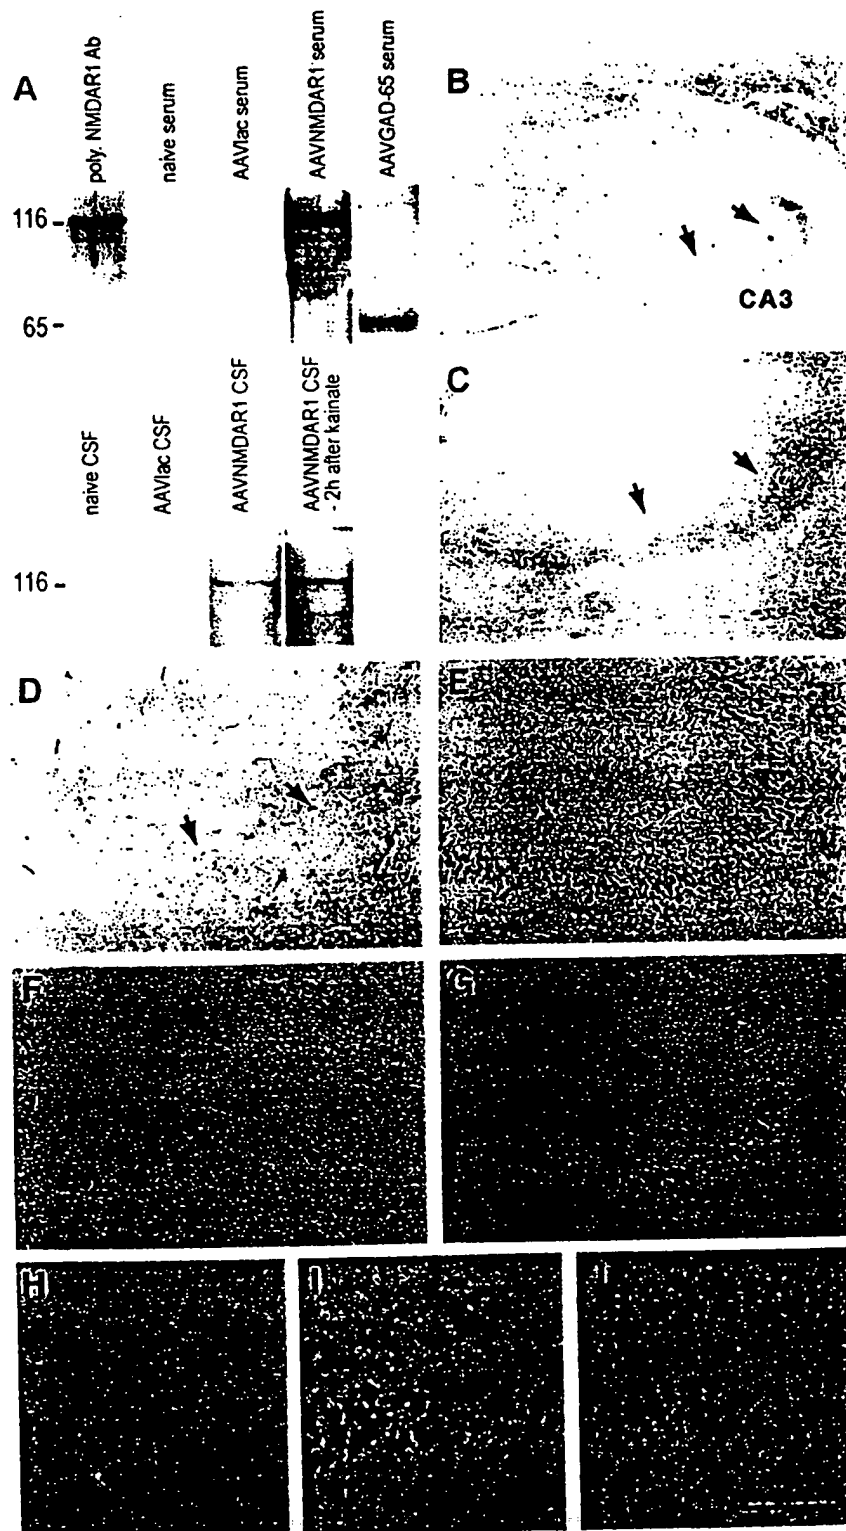 A
poly. NMDAR1 Ab
naive serum
AAVlac serum
AAVNMDAR1 serum
AAVGAD-65 serum
116
65
naive CSF
AAVlac CSF
AAVNMDAR1 CSF
AAVNMDAR1 CSF
- 2h after kainate
116
B
CA3
C
D
E
F
G
H
I
J